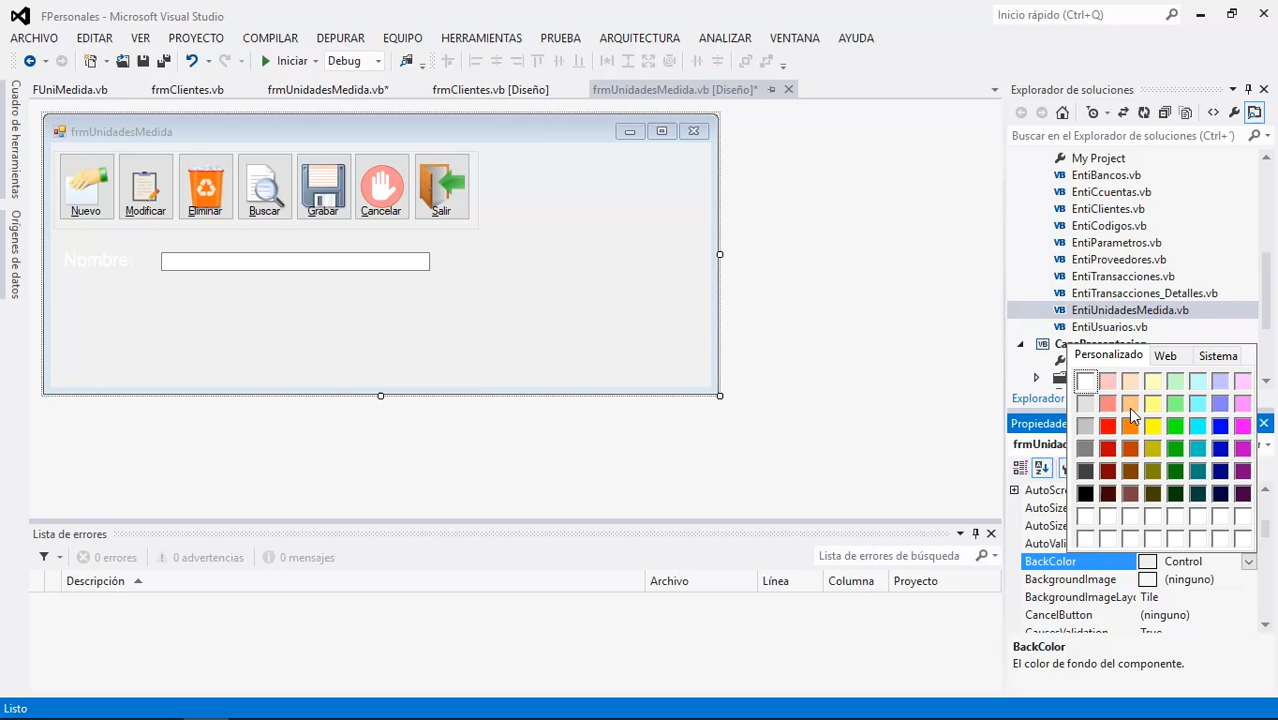 FPersonales - Microsoft Visual Studio
Inicio rápido (Ctrl+Q)
ARCHIVO EDITAR VER PROYECTO COMPILAR DEPURAR EQUIPO HERRAMIENTAS PRUEBA ARQUITECTURA ANALIZAR VENTANA AYUDA
Iniciar Debug
Cuadro de herramientas
Orígenes de datos
FUniMedida.vb frmClientes.vb frmUnidadesMedida.vb* frmClientes.vb [Diseño] frmUnidadesMedida.vb [Diseño]*
frmUnidadesMedida
Nuevo Modificar Eliminar Buscar Grabar Cancelar Salir
Nombre:
Explorador de soluciones
Buscar en el Explorador de soluciones (Ctrl+¨)
My Project
EntiBancos.vb
EntiCcuentas.vb
EntiClientes.vb
EntiCodigos.vb
EntiParametros.vb
EntiProveedores.vb
EntiTransacciones.vb
EntiTransacciones_Detalles.vb
EntiUnidadesMedida.vb
EntiUsuarios.vb
Personalizado Web Sistema
Explorador
Propiedade
frmUnida
AutoScr
AutoSize
AutoSize
AutoVali
BackColor Control
BackgroundImage (ninguno)
BackgroundImageLayc Tile
CancelButton (ninguno)
CausesValidation True
BackColor
El color de fondo del componente.
Lista de errores
0 errores 0 advertencias 0 mensajes
Lista de errores de búsqueda
Descripción Archivo Línea Columna Proyecto
Listo